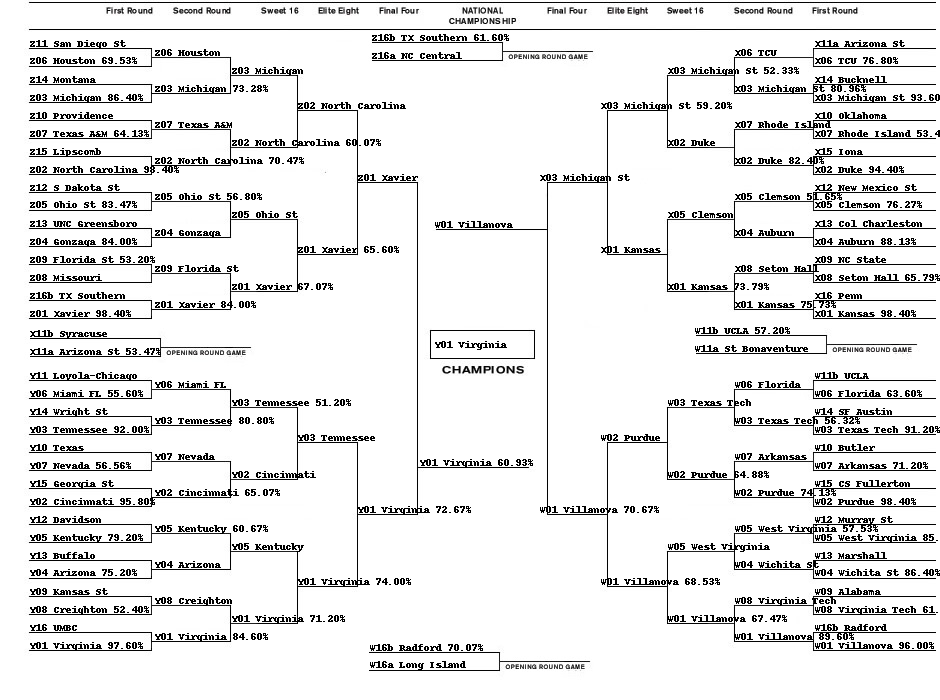 First Round Second Round Sweet 16 Elite Eight Final Four NATIONAL CHAMPIONSHIP Final Four Elite Eight Sweet 16 Second Round First Round
Z16b TX Southern 61.60%
Z16a NC Central
OPENING ROUND GAME
Z11 San Diego St
Z06 Houston 69.53%
Z14 Montana
Z03 Michigan 86.40%
Z10 Providence
Z07 Texas A&M 64.13%
Z15 Lipscomb
Z02 North Carolina 98.40%
Z12 S Dakota St
Z05 Ohio St 83.47%
Z13 UNC Greensboro
Z04 Gonzaga 84.00%
Z09 Florida St 53.20%
Z08 Missouri
Z16b TX Southern
Z01 Xavier 98.40%
Z06 Houston
Z03 Michigan 73.28%
Z07 Texas A&M
Z02 North Carolina 70.47%
Z05 Ohio St 56.80%
Z04 Gonzaga
Z09 Florida St
Z01 Xavier 84.00%
Z03 Michigan
Z02 North Carolina 60.07%
Z05 Ohio St
Z01 Xavier 67.07%
Z02 North Carolina
Z01 Xavier 65.60%
Z01 Xavier
X11b Syracuse
X11a Arizona St 53.47%
OPENING ROUND GAME
Y11 Loyola-Chicago
Y06 Miami FL 55.60%
Y14 Wright St
Y03 Tennessee 92.00%
Y10 Texas
Y07 Nevada 56.56%
Y15 Georgia St
Y02 Cincinnati 95.80%
Y12 Davidson
Y05 Kentucky 79.20%
Y13 Buffalo
Y04 Arizona 75.20%
Y09 Kansas St
Y08 Creighton 52.40%
Y16 UMBC
Y01 Virginia 97.60%
Y06 Miami FL
Y03 Tennessee 80.80%
Y07 Nevada
Y02 Cincinnati 65.07%
Y05 Kentucky 60.67%
Y04 Arizona
Y08 Creighton
Y01 Virginia 84.60%
Y03 Tennessee 51.20%
Y02 Cincinnati
Y05 Kentucky
Y01 Virginia 71.20%
Y03 Tennessee
Y01 Virginia 74.00%
Y01 Virginia 72.67%
W01 Villanova
Y01 Virginia
CHAMPIONS
Y01 Virginia 60.93%
X03 Michigan St
W01 Villanova 70.67%
X03 Michigan St 59.20%
X01 Kansas
X03 Michigan St 52.33%
X02 Duke
X05 Clemson
X01 Kansas 73.79%
X06 TCU
X03 Michigan St 80.96%
X07 Rhode Island
X02 Duke 82.40%
X05 Clemson 51.65%
X04 Auburn
X08 Seton Hall
X01 Kansas 75.73%
X11a Arizona St
X06 TCU 76.80%
X14 Bucknell
X03 Michigan St 93.60
X10 Oklahoma
X07 Rhode Island 53.4
X15 Iona
X02 Duke 94.40%
X12 New Mexico St
X05 Clemson 76.27%
X13 Col Charleston
X04 Auburn 88.13%
X09 NC State
X08 Seton Hall 65.79%
X16 Penn
X01 Kansas 98.40%
W11b UCLA 57.20%
W11a St Bonaventure
OPENING ROUND GAME
W02 Purdue
W01 Villanova 68.53%
W03 Texas Tech
W02 Purdue 64.88%
W05 West Virginia
W01 Villanova 67.47%
W06 Florida
W03 Texas Tech 56.32%
W07 Arkansas
W02 Purdue 74.13%
W05 West Virginia 57.53%
W04 Wichita St
W08 Virginia Tech
W01 Villanova 89.60%
W11b UCLA
W06 Florida 63.60%
W14 SF Austin
W03 Texas Tech 91.20%
W10 Butler
W07 Arkansas 71.20%
W15 CS Fullerton
W02 Purdue 98.40%
W12 Murray St
W05 West Virginia 85.
W13 Marshall
W04 Wichita St 86.40%
W09 Alabama
W08 Virginia Tech 61.
W16b Radford
W01 Villanova 96.00%
W16b Radford 70.07%
W16a Long Island
OPENING ROUND GAME